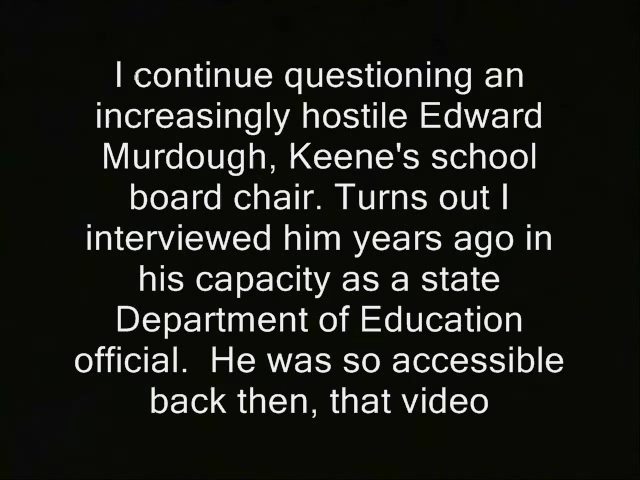 I continue questioning an
increasingly hostile Edward
Murdough, Keene's school
board chair. Turns out I
interviewed him years ago in
his capacity as a state
Department of Education
official.  He was so accessible
back then, that video